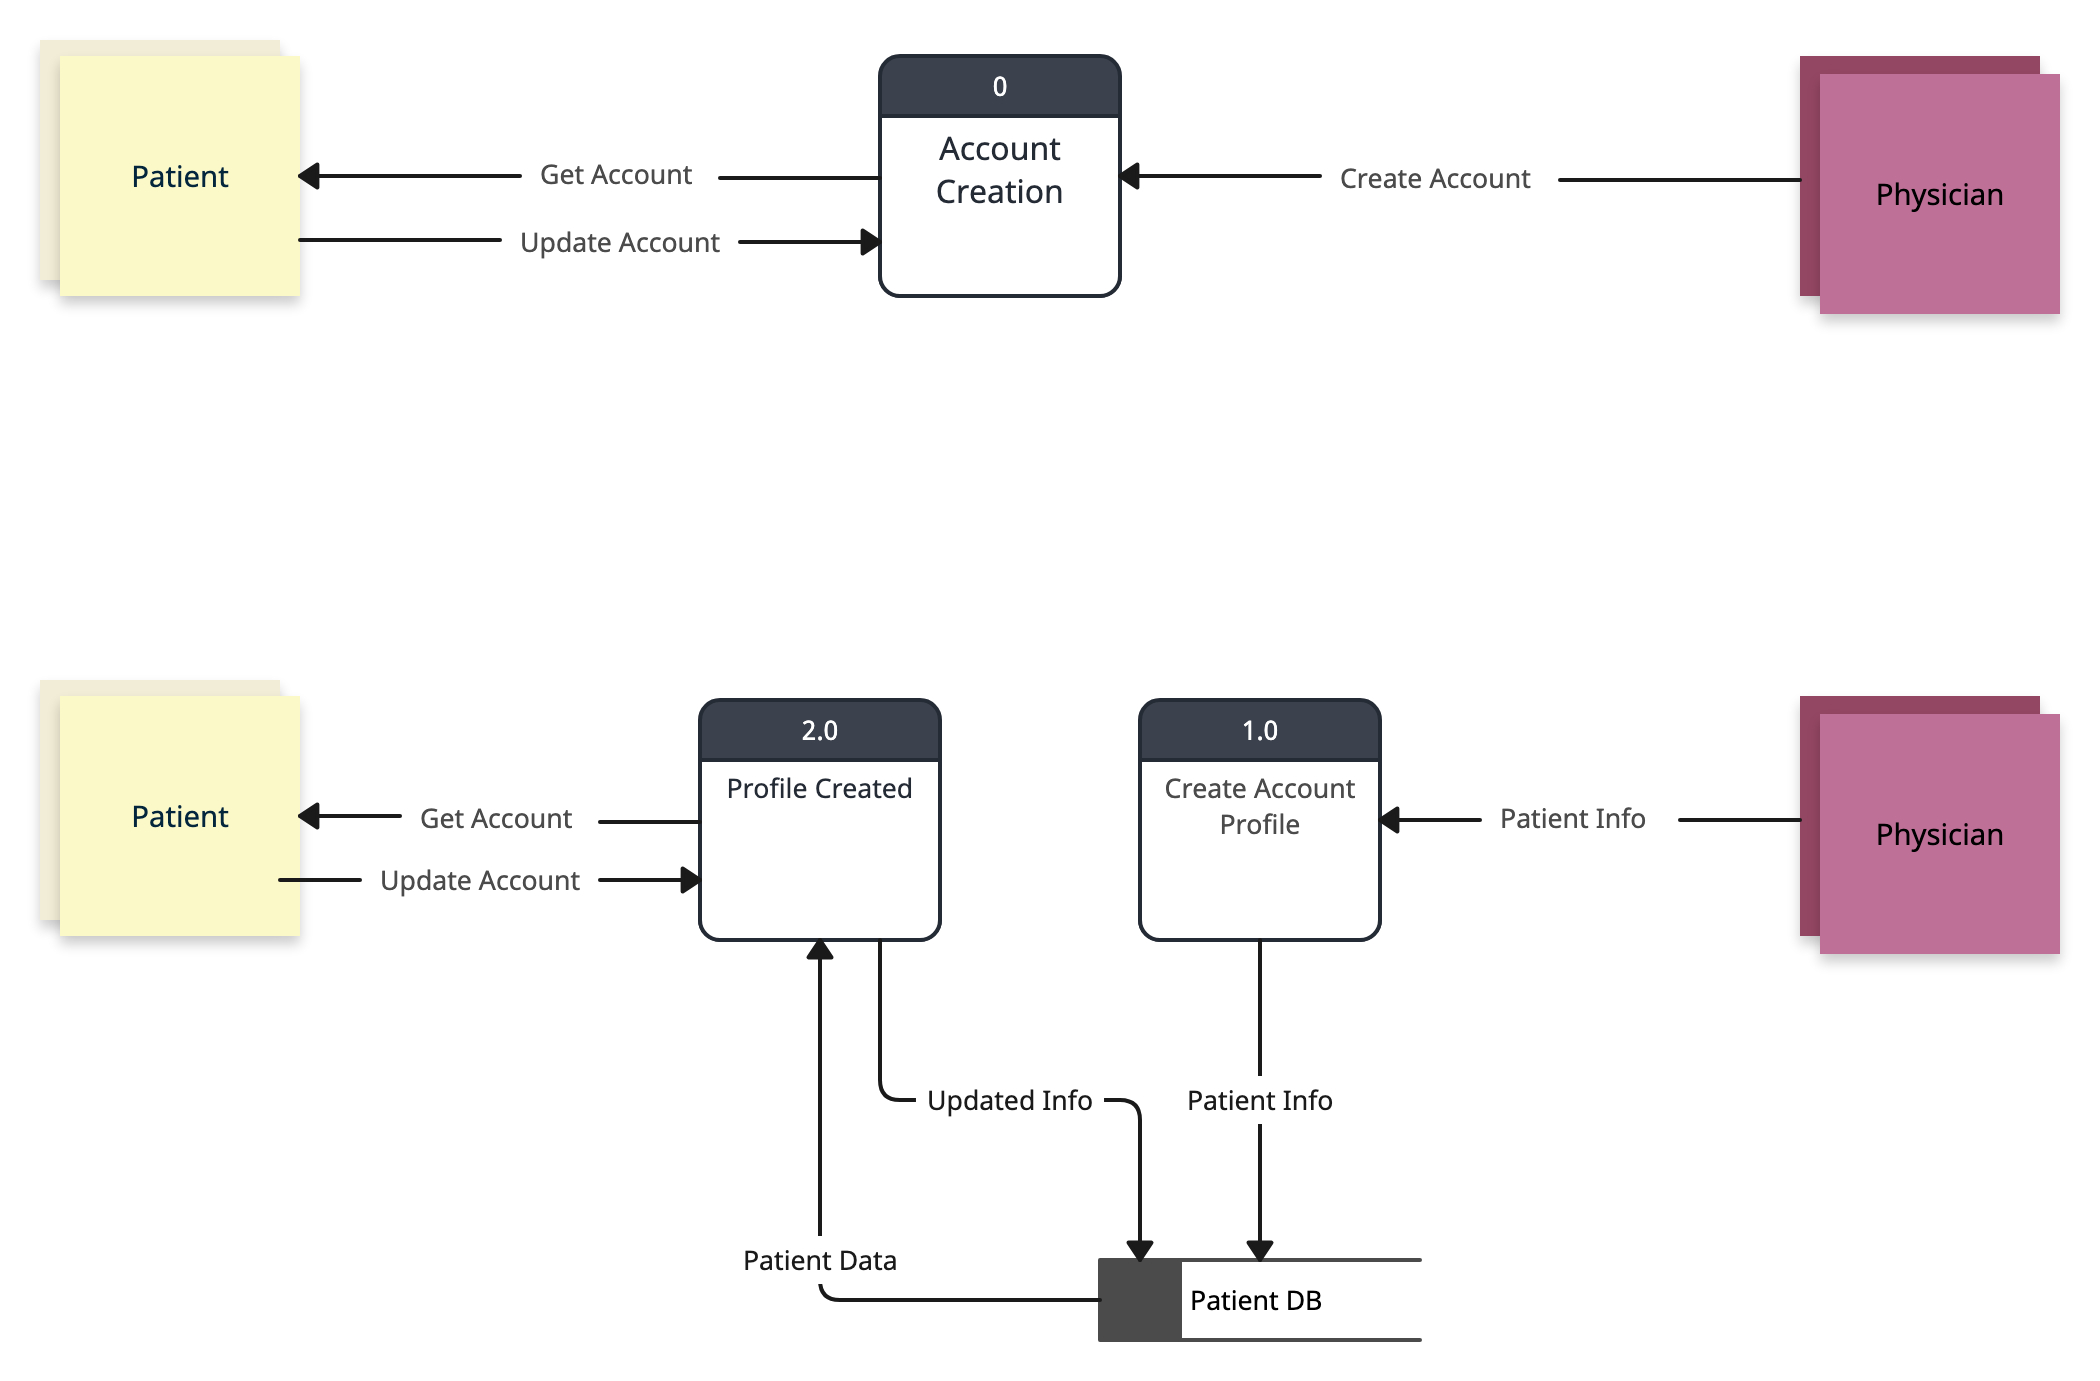 0
Account
Creation
Patient
Get Account
Create Account
Physician
Update Account
2.0
1.0
Profile Created
Create Account
Profile
Patient
Get Account
Patient Info
Physician
Update Account
Updated Info
Patient Info
Patient Data
Patient DB